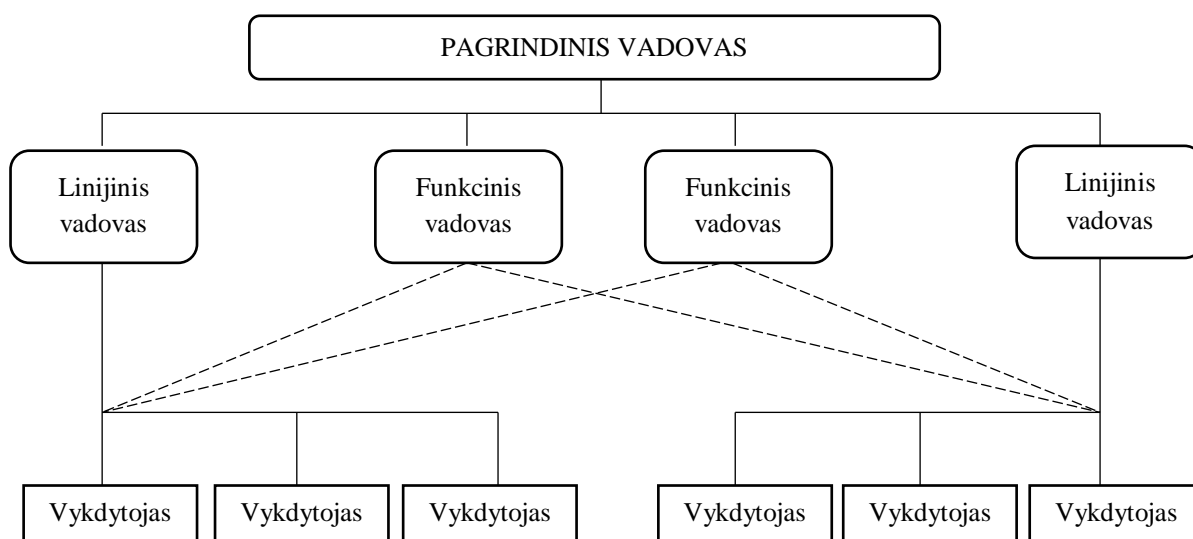 PAGRINDINIS VADOVAS
Linijinis
vadovas
Funkcinis
vadovas
Funkcinis
vadovas
Linijinis
vadovas
Vykdytojas
Vykdytojas
Vykdytojas
Vykdytojas
Vykdytojas
Vykdytojas